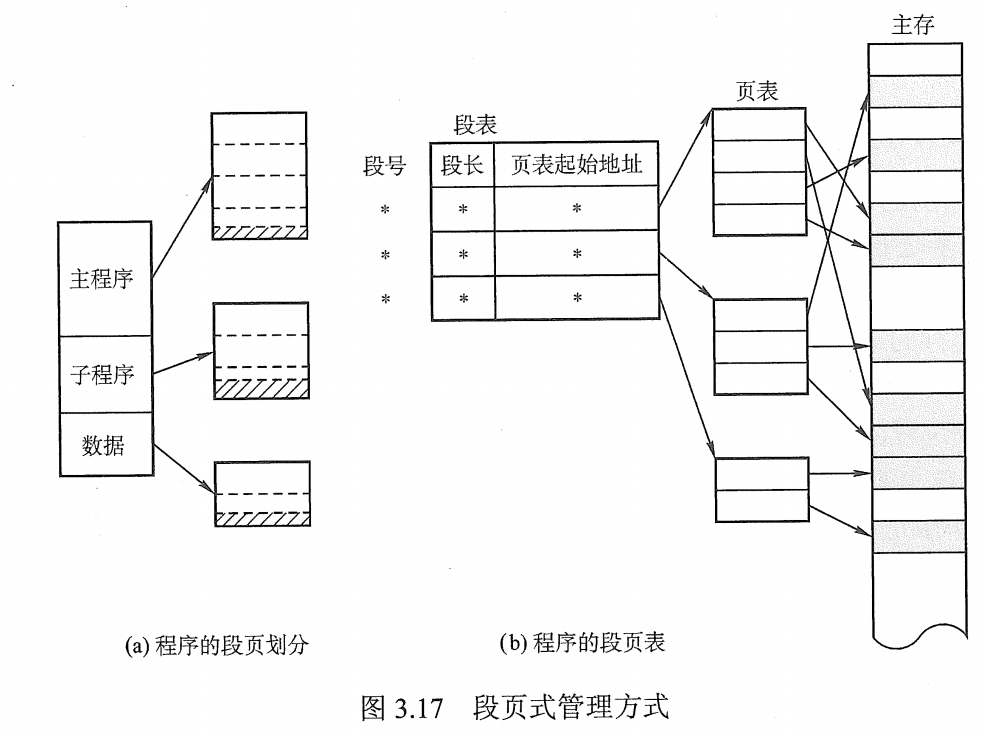 主存
页表
段表
段号 段长 页表起始地址
* * *
* * *
* * *
主程序
子程序
数据
(a) 程序的段页划分
(b) 程序的段页表
图 3.17 段页式管理方式